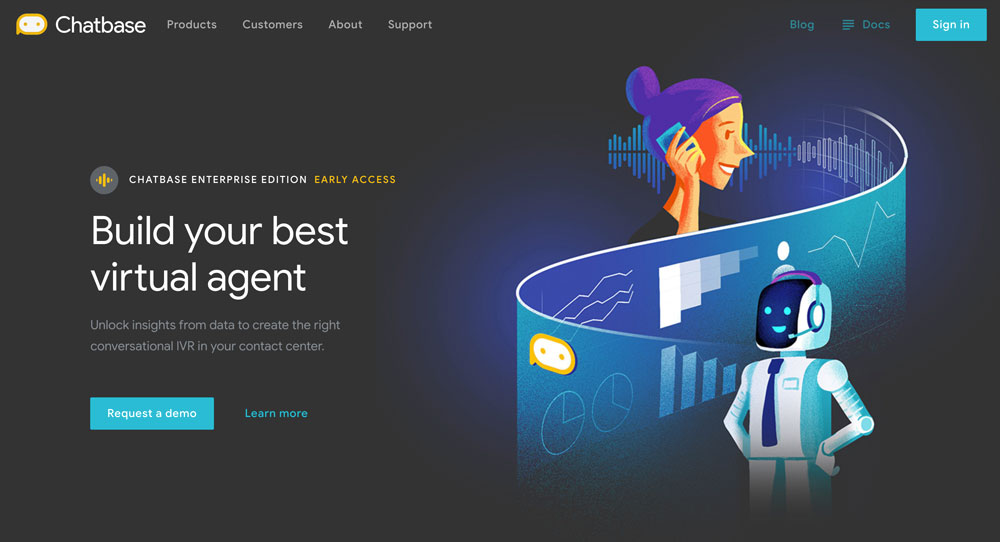 Chatbase
Products
Customers
About
Support
Blog
Docs
Sign in
CHATBASE ENTERPRISE EDITION EARLY ACCESS
Build your best
virtual agent
Unlock insights from data to create the right
conversational IVR in your contact center.
Request a demo
Learn more